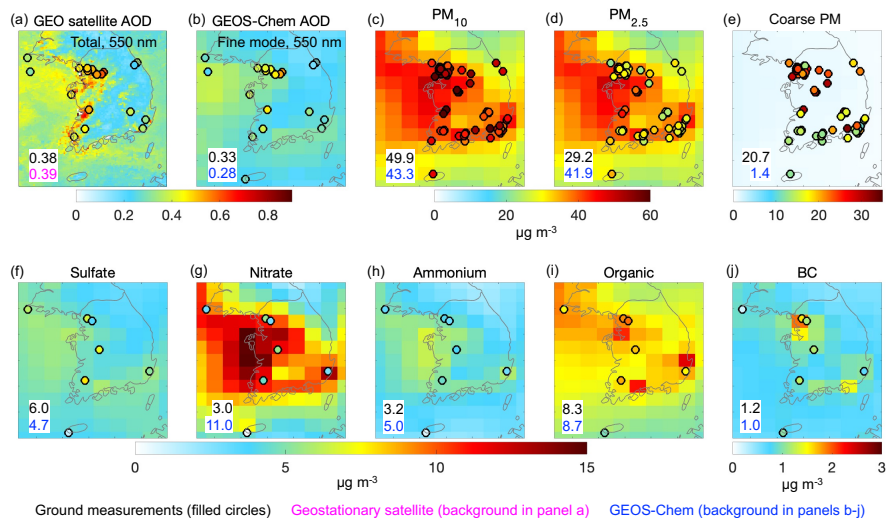 (a) GEO satellite AOD
Total, 550 nm
0.38
0.39
(b) GEOS-Chem AOD
Fine mode, 550 nm
0.33
0.28
0 0.2 0.4 0.6 0.8
(c) PM10
49.9
43.3
(d) PM2.5
29.2
41.9
0 20 40 60
µg m-3
(e) Coarse PM
20.7
1.4
0 10 20 30
(f) Sulfate
6.0
4.7
(g) Nitrate
3.0
11.0
(h) Ammonium
3.2
5.0
(i) Organic
8.3
8.7
0 5 10 15
µg m-3
(j) BC
1.2
1.0
0 1 2 3
µg m-3
Ground measurements (filled circles) Geostationary satellite (background in panel a) GEOS-Chem (background in panels b-j)